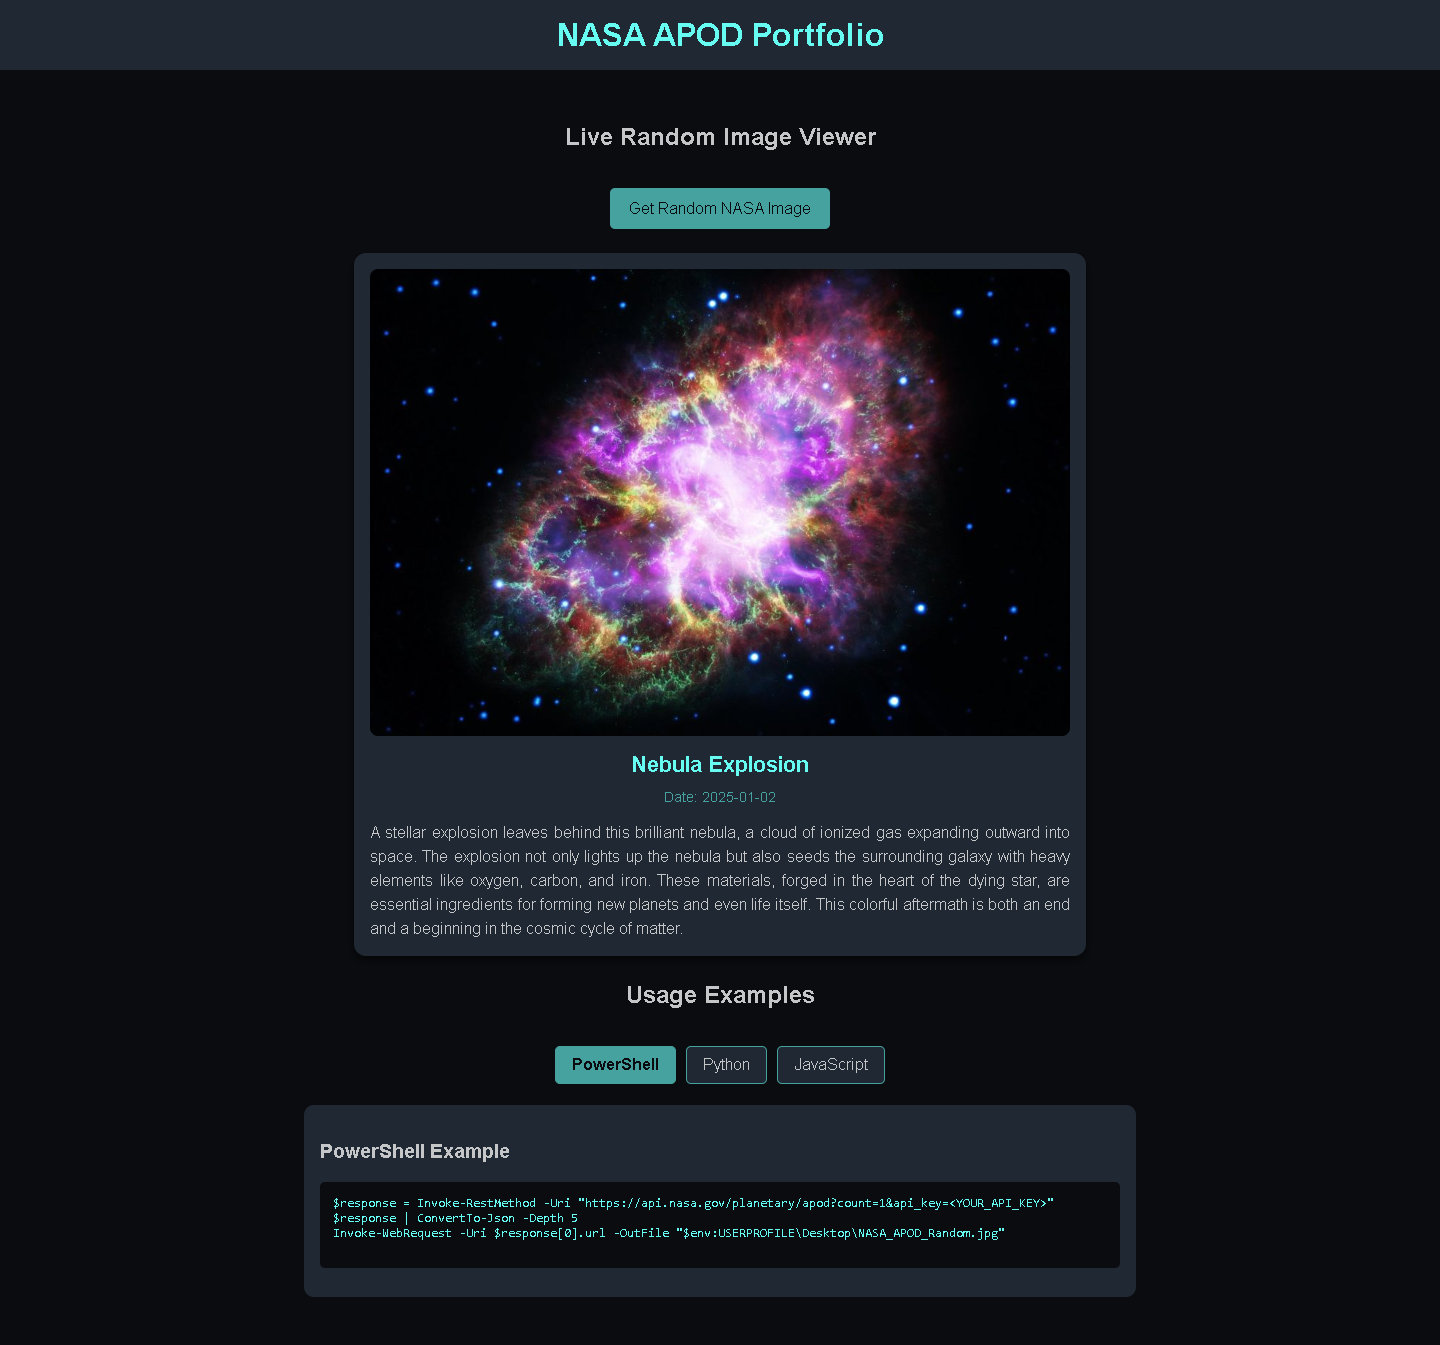 NASA APOD Portfolio
Live Random Image Viewer
Get Random NASA Image
Nebula Explosion
Date: 2025-01-02
A stellar explosion leaves behind this brilliant nebula, a cloud of ionized gas expanding outward into
space. The explosion not only lights up the nebula but also seeds the surrounding galaxy with heavy
elements like oxygen, carbon, and iron. These materials, forged in the heart of the dying star, are
essential ingredients for forming new planets and even life itself. This colorful aftermath is both an end
and a beginning in the cosmic cycle of matter.
Usage Examples
PowerShell Python JavaScript
PowerShell Example
$response = Invoke-RestMethod -Uri "https://api.nasa.gov/planetary/apod?count=1&api_key=<YOUR_API_KEY>"
$response | ConvertTo-Json -Depth 5
Invoke-WebRequest -Uri $response[0].url -OutFile "$env:USERPROFILE\Desktop\NASA_APOD_Random.jpg"